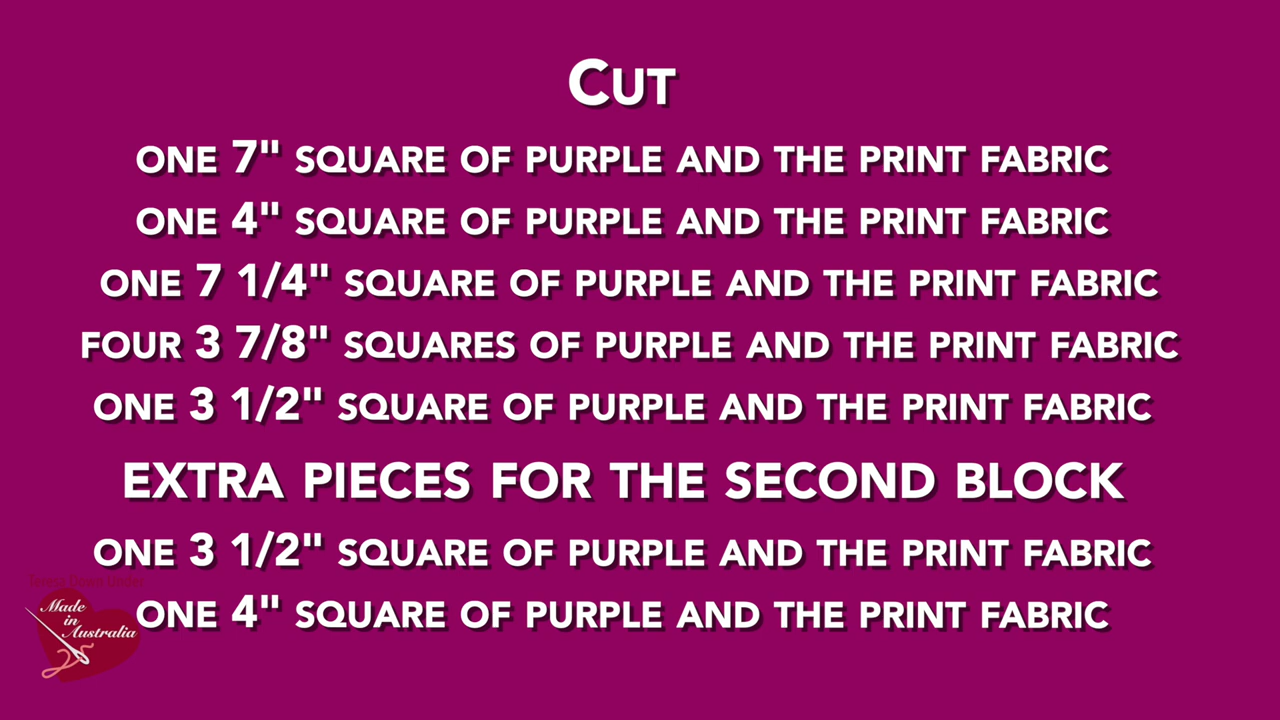 CUT
ONE 7" SQUARE OF PURPLE AND THE PRINT FABRIC
ONE 4" SQUARE OF PURPLE AND THE PRINT FABRIC
ONE 7 1/4" SQUARE OF PURPLE AND THE PRINT FABRIC
FOUR 3 7/8" SQUARES OF PURPLE AND THE PRINT FABRIC
ONE 3 1/2" SQUARE OF PURPLE AND THE PRINT FABRIC
EXTRA PIECES FOR THE SECOND BLOCK
ONE 3 1/2" SQUARE OF PURPLE AND THE PRINT FABRIC
ONE 4" SQUARE OF PURPLE AND THE PRINT FABRIC
Down Under
Made
in
Australia